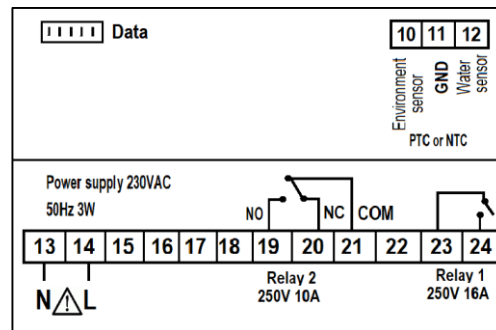 Data
10 11 12
Environment sensor
GND
Water sensor
PTC or NTC
Power supply 230VAC
50Hz 3W
NO NC COM
13 14 15 16 17 18 19 20 21 22 23 24
N L
Relay 2
250V 10A
Relay 1
250V 16A